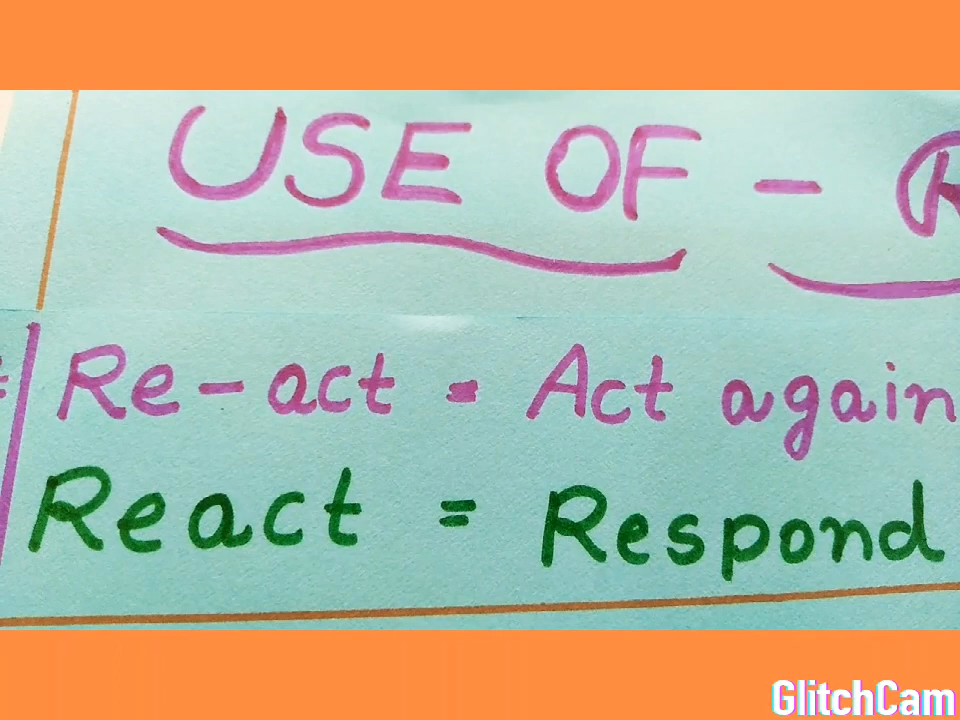 USE OF -
Re-act = Act again
React = Respond
GlitchCam